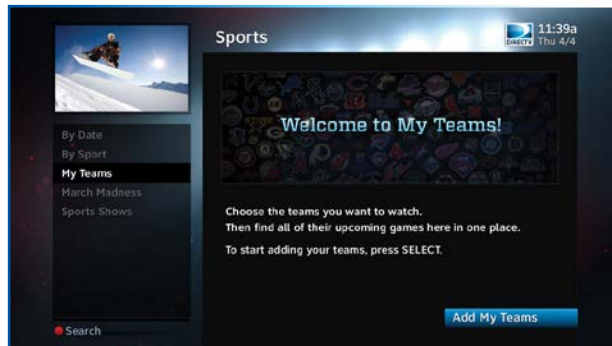 Sports
DIRECTV
11:39a
Thu 4/4
By Date
By Sport
My Teams
March Madness
Sports Shows
Search
Welcome to My Teams!
Choose the teams you want to watch.
Then find all of their upcoming games here in one place.
To start adding your teams, press SELECT.
Add My Teams